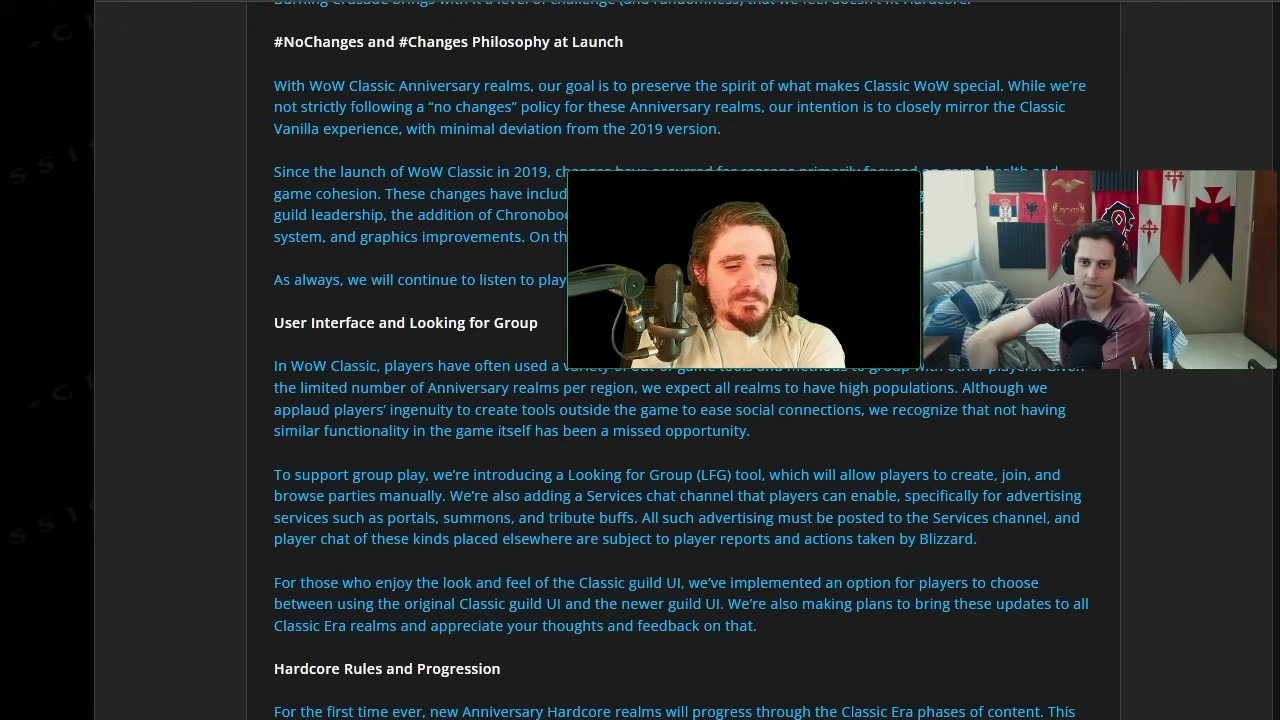 Burning Crusade brings with it a level of challenge (and randomness) that we feel doesn't fit Hardcore.
#NoChanges and #Changes Philosophy at Launch
With WoW Classic Anniversary realms, our goal is to preserve the spirit of what makes Classic WoW special. While we're
not strictly following a “no changes” policy for these Anniversary realms, our intention is to closely mirror the Classic
Vanilla experience, with minimal deviation from the 2019 version.
Since the launch of WoW Classic in 2019, changes have occurred for reasons primarily focused on game health and
game cohesion. These changes have includ
guild leadership, the addition of Chronoboo
system, and graphics improvements. On th
As always, we will continue to listen to play
User Interface and Looking for Group
In WoW Classic, players have often used a variety of out-of-game tools and methods to group with other players. Given
the limited number of Anniversary realms per region, we expect all realms to have high populations. Although we
applaud players’ ingenuity to create tools outside the game to ease social connections, we recognize that not having
similar functionality in the game itself has been a missed opportunity.
To support group play, we’re introducing a Looking for Group (LFG) tool, which will allow players to create, join, and
browse parties manually. We’re also adding a Services chat channel that players can enable, specifically for advertising
services such as portals, summons, and tribute buffs. All such advertising must be posted to the Services channel, and
player chat of these kinds placed elsewhere are subject to player reports and actions taken by Blizzard.
For those who enjoy the look and feel of the Classic guild UI, we’ve implemented an option for players to choose
between using the original Classic guild UI and the newer guild UI. We’re also making plans to bring these updates to all
Classic Era realms and appreciate your thoughts and feedback on that.
Hardcore Rules and Progression
For the first time ever, new Anniversary Hardcore realms will progress through the Classic Era phases of content. This